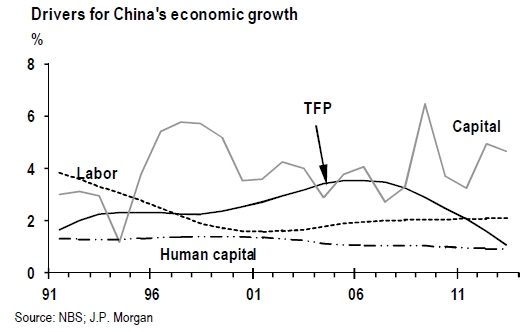 Drivers for China's economic growth
%
8
TFP
6
Capital
4
Labor
2
Human capital
0
91 96 01 06 11
Source: NBS; J.P. Morgan